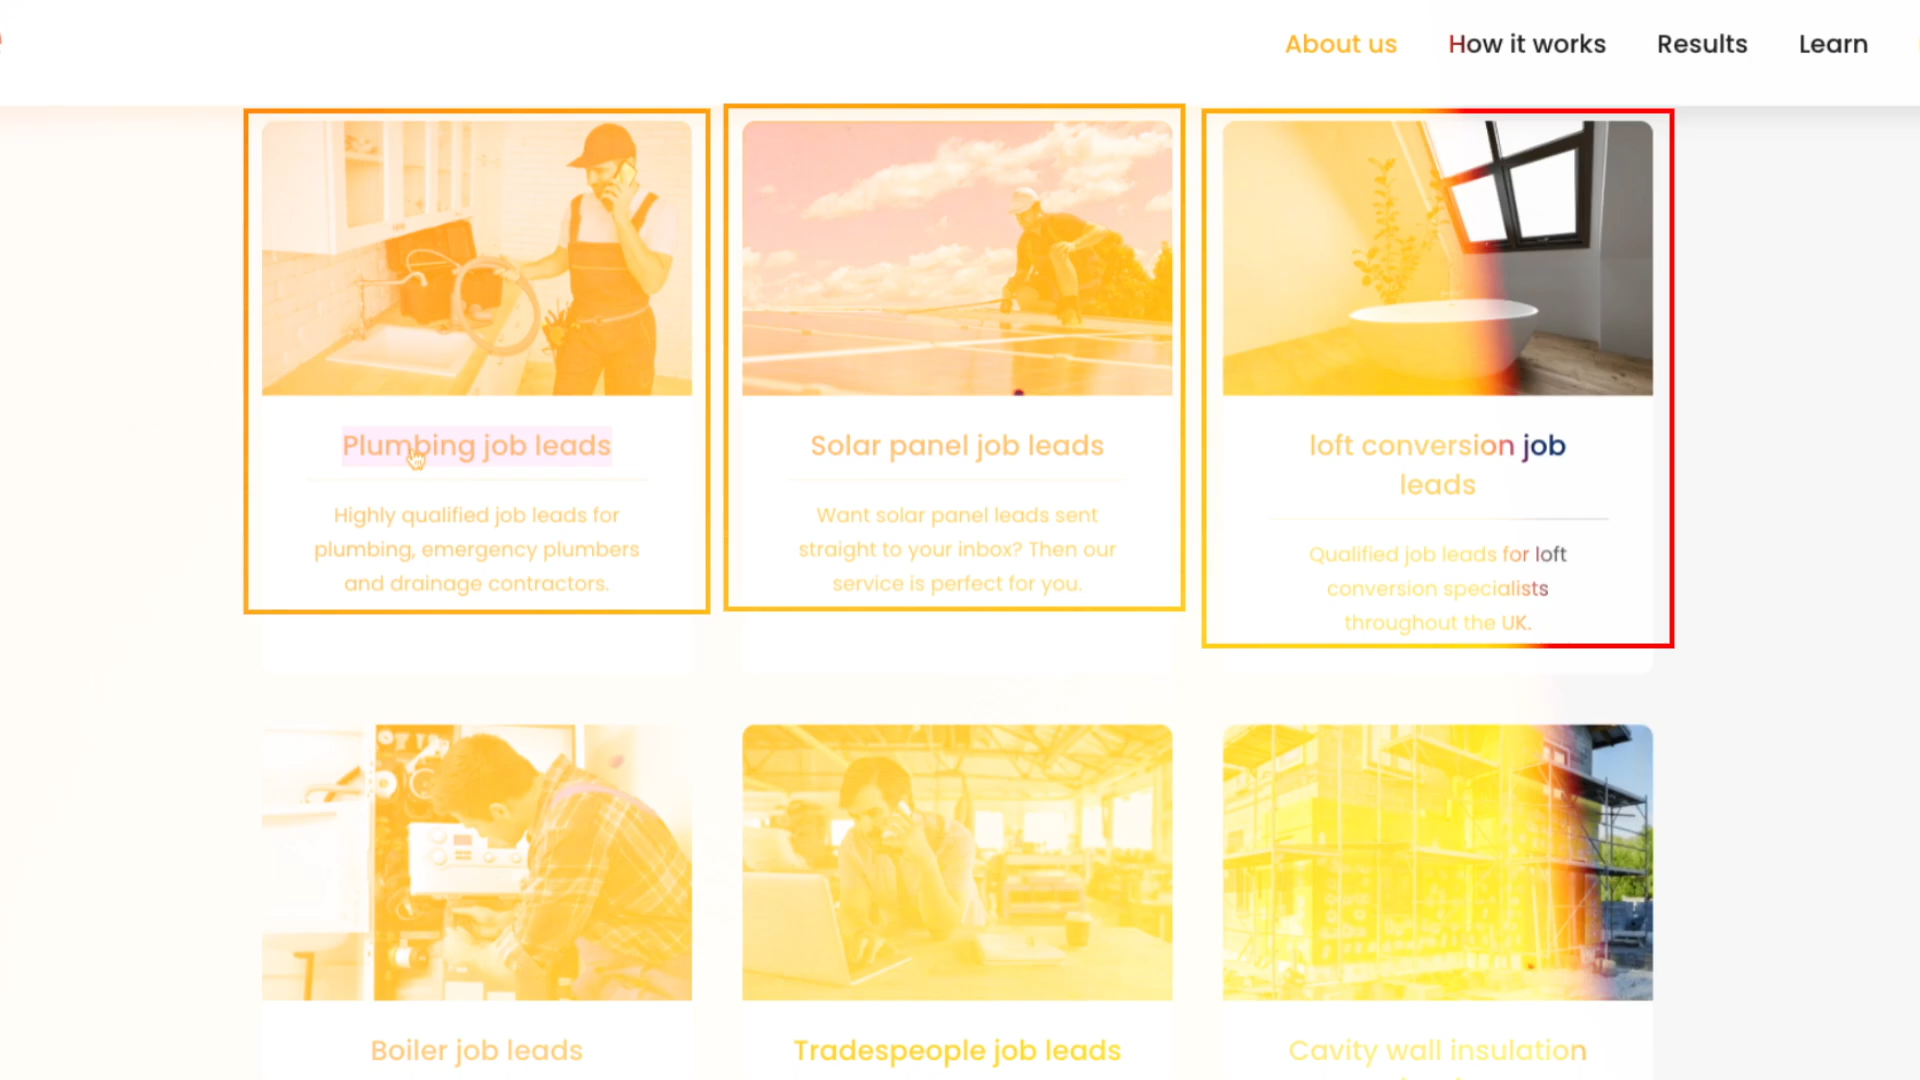 About us How it works Results Learn
Plumbing job leads
Highly qualified job leads for
plumbing, emergency plumbers
and drainage contractors.
Solar panel job leads
Want solar panel leads sent
straight to your inbox? Then our
service is perfect for you.
loft conversion job
leads
Qualified job leads for loft
conversion specialists
throughout the UK.
Boiler job leads
Tradespeople job leads
Cavity wall insulation